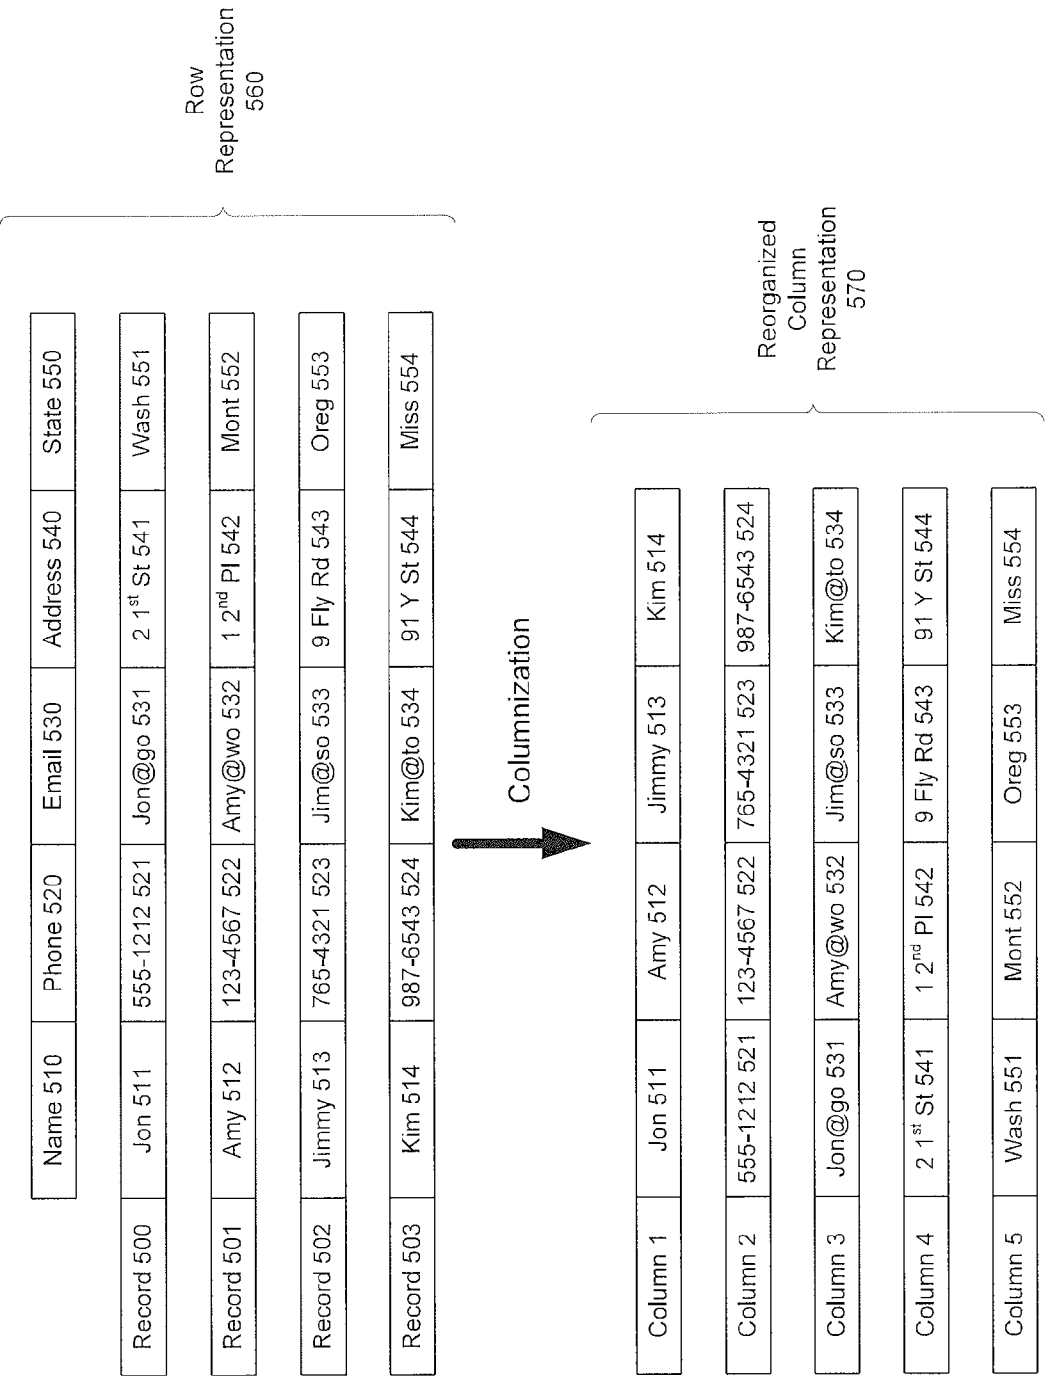 Name 510 Phone 520 Email 530 Address 540 State 550
Record 500 Jon 511 555-1212 521 Jon@go 531 2 1st St 541 Wash 551
Record 501 Amy 512 123-4567 522 Amy@wo 532 1 2nd Pl 542 Mont 552
Record 502 Jimmy 513 765-4321 523 Jim@so 533 9 Fly Rd 543 Oreg 553
Record 503 Kim 514 987-6543 524 Kim@to 534 91 Y St 544 Miss 554
Row
Representation
560
Columnization
Column 1 Jon 511 Amy 512 Jimmy 513 Kim 514
Column 2 555-1212 521 123-4567 522 765-4321 523 987-6543 524
Column 3 Jon@go 531 Amy@wo 532 Jim@so 533 Kim@to 534
Column 4 2 1st St 541 1 2nd Pl 542 9 Fly Rd 543 91 Y St 544
Column 5 Wash 551 Mont 552 Oreg 553 Miss 554
Reorganized
Column
Representation
570